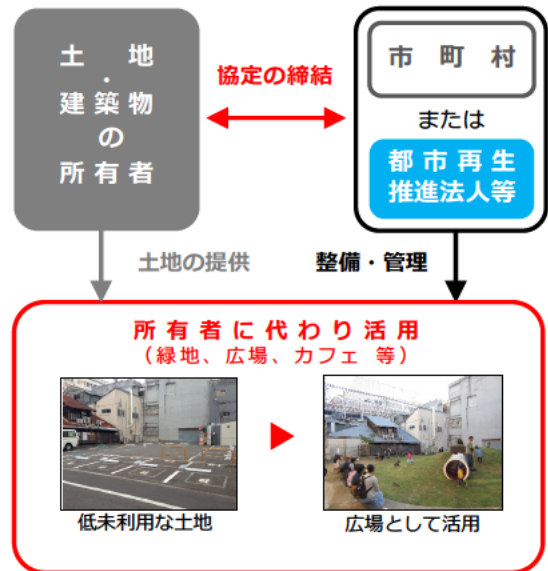 土地
・
建築物
の
所有者
協定の締結
市町村
または
都市再生
推進法人等
土地の提供
整備・管理
所有者に代わり活用
(緑地、広場、カフェ 等)
低未利用な土地
広場として活用